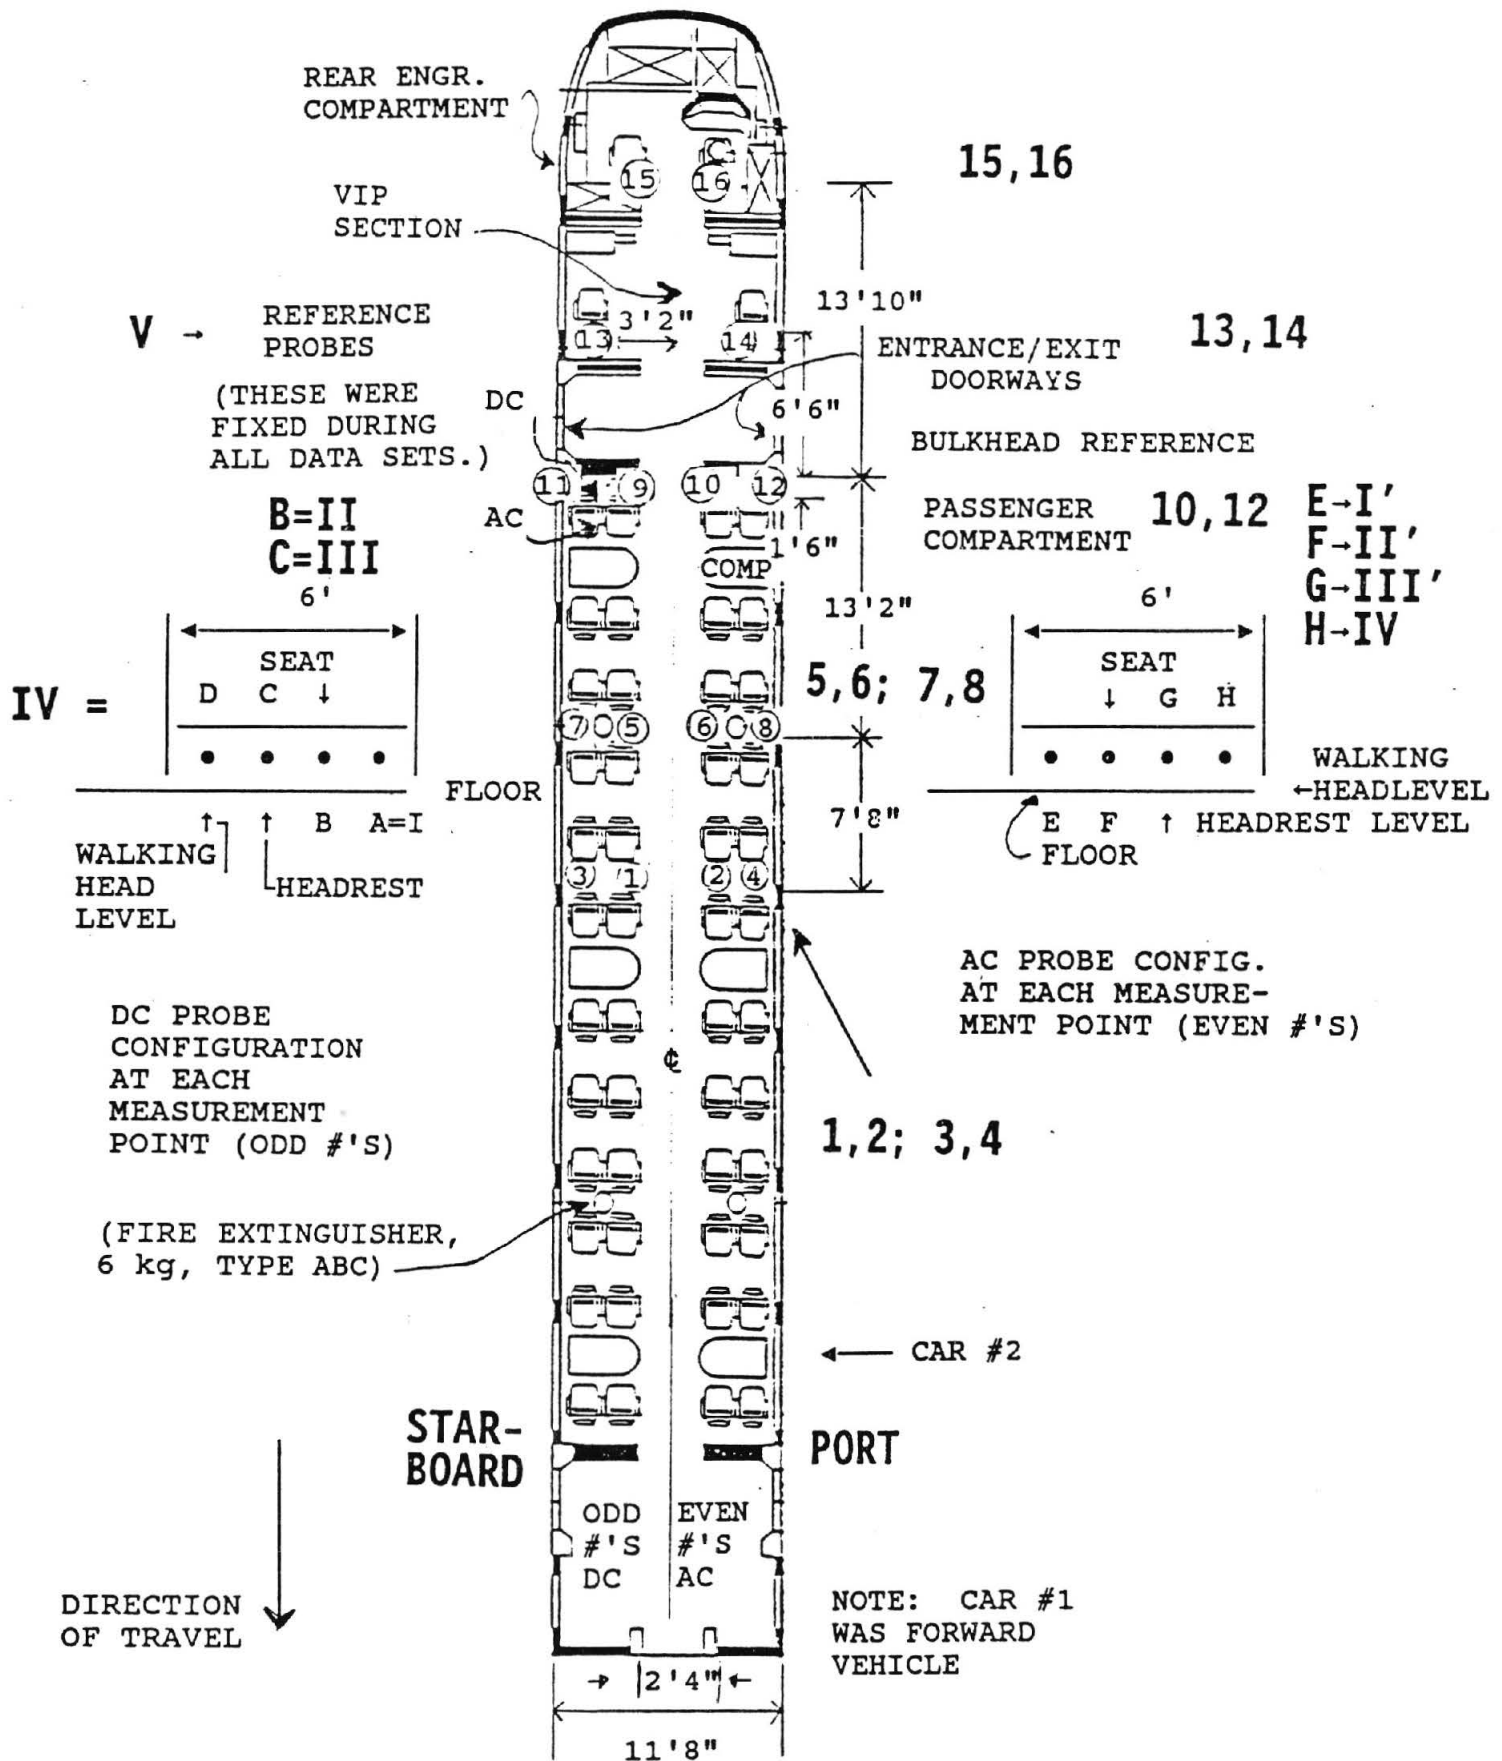 REAR ENGR.
COMPARTMENT
15 16
15,16
VIP
SECTION
13'10"
V → REFERENCE
PROBES
3'2"
13 14
13,14
ENTRANCE/EXIT
DOORWAYS
(THESE WERE
FIXED DURING
ALL DATA SETS.)
DC
6'6"
BULKHEAD REFERENCE
11 9 10 12
B=II
C=III
AC
PASSENGER
COMPARTMENT
10,12
E→I'
F→II'
G→III'
H→IV
1'6"
COMP
6'
13'2"
6'
SEAT
D C ↓
IV =
5,6; 7,8
SEAT
↓ G H
7 5 6 8
FLOOR
WALKING
←HEADLEVEL
7'8"
↑ ↑ B A=I
E F ↑ HEADREST LEVEL
FLOOR
WALKING
HEAD
LEVEL
HEADREST
3 1 2 4
AC PROBE CONFIG.
AT EACH MEASURE-
MENT POINT (EVEN #'S)
DC PROBE
CONFIGURATION
AT EACH
MEASUREMENT
POINT (ODD #'S)
℄
1,2; 3,4
(FIRE EXTINGUISHER,
6 kg, TYPE ABC)
← CAR #2
STAR-
BOARD
PORT
ODD
#'S
DC
EVEN
#'S
AC
DIRECTION
OF TRAVEL
NOTE: CAR #1
WAS FORWARD
VEHICLE
2'4"
11'8"